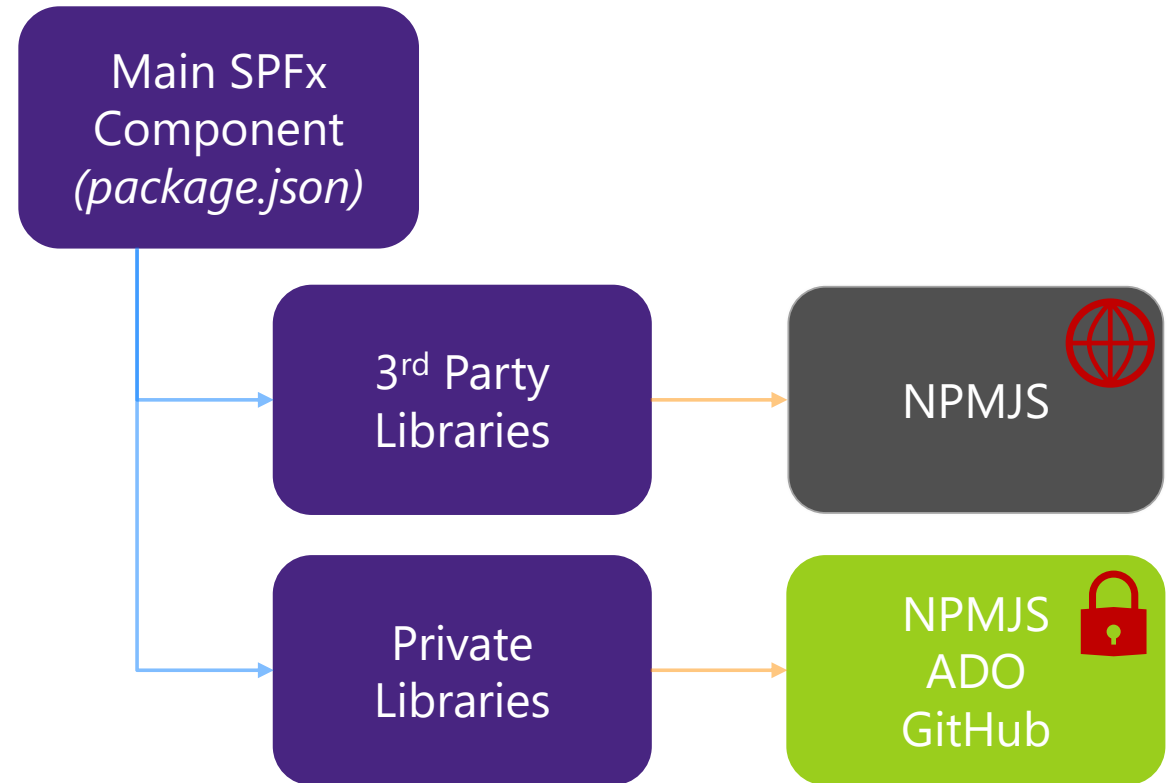 Main SPFx
Component
(package.json)
3rd Party
Libraries
NPMJS
Private
Libraries
NPMJS
ADO
GitHub